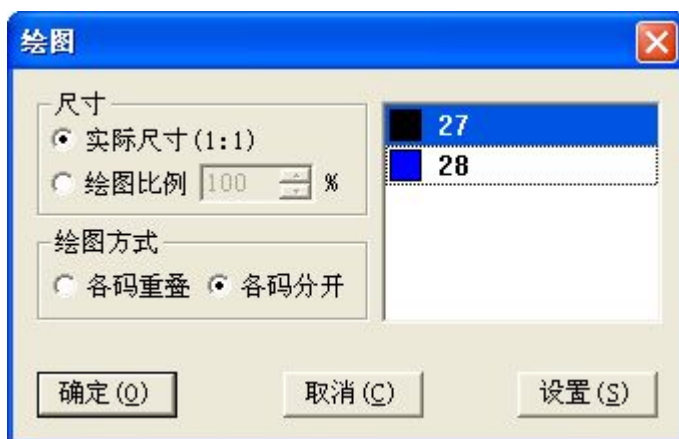 绘图
尺寸
实际尺寸(1:1)
绘图比例 100 %
绘图方式
各码重叠 各码分开
27
28
确定(O) 取消(C) 设置(S)